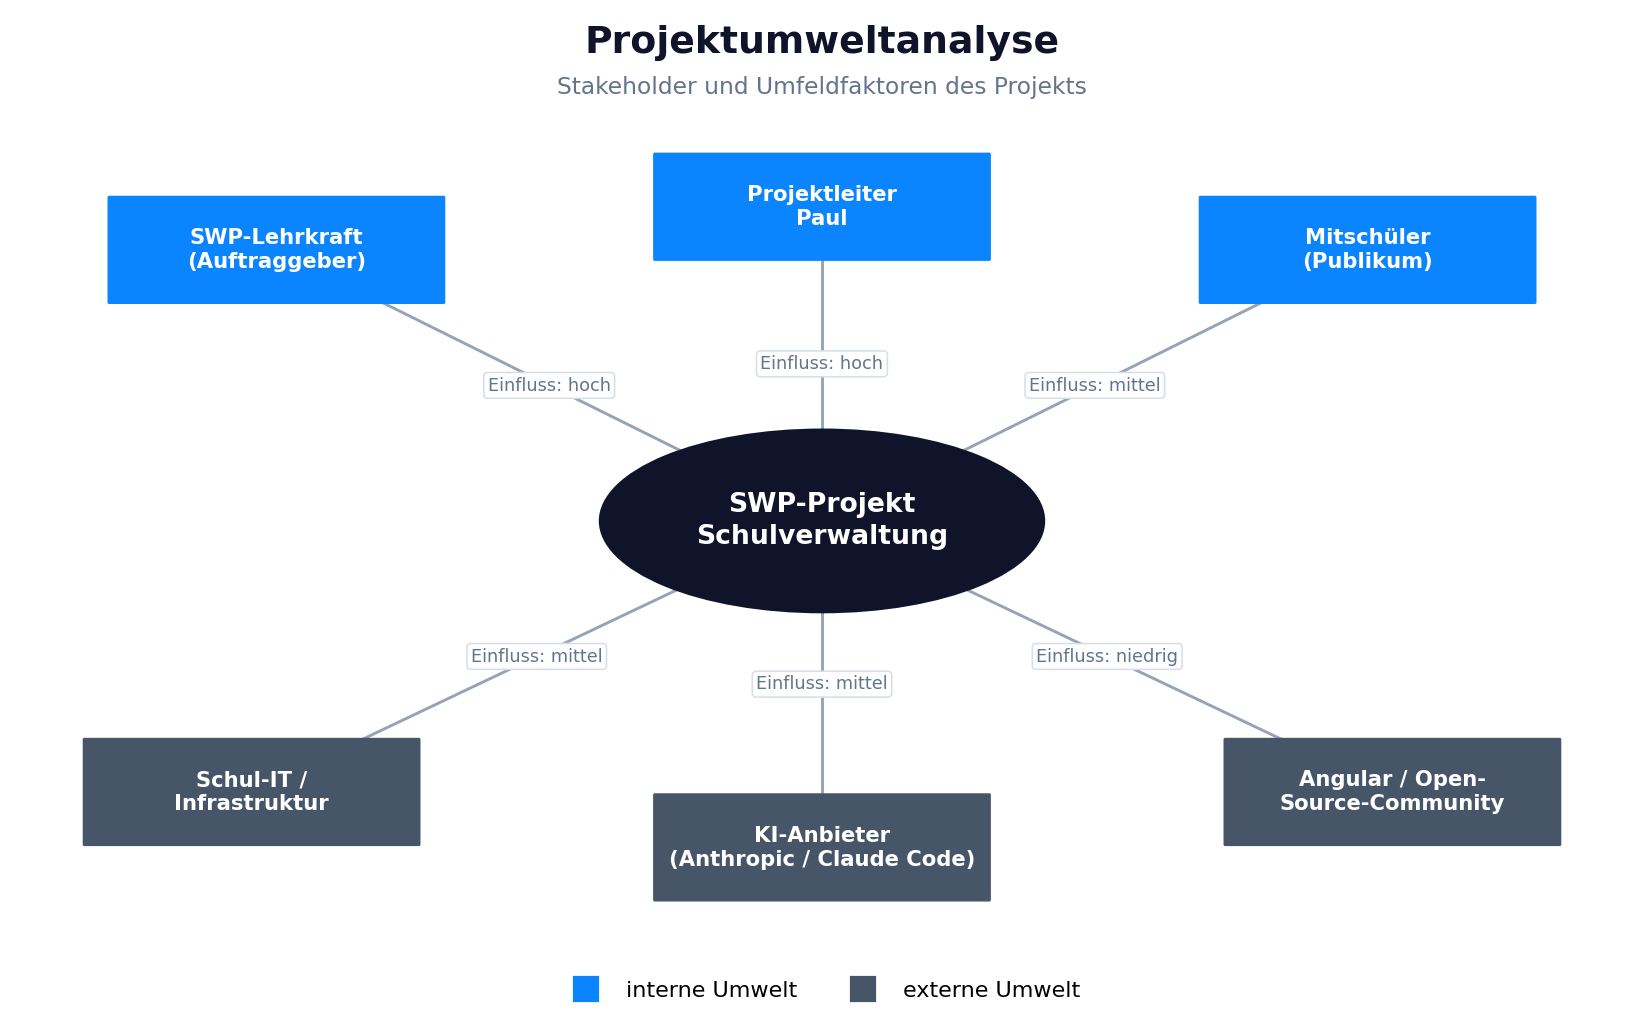 Projektumweltanalyse
Stakeholder und Umfeldfaktoren des Projekts
Projektleiter
Paul
SWP-Lehrkraft
(Auftraggeber)
Mitschüler
(Publikum)
Einfluss: hoch
Einfluss: hoch
Einfluss: mittel
SWP-Projekt
Schulverwaltung
Einfluss: mittel
Einfluss: mittel
Einfluss: niedrig
Schul-IT /
Infrastruktur
KI-Anbieter
(Anthropic / Claude Code)
Angular / Open-
Source-Community
interne Umwelt
externe Umwelt